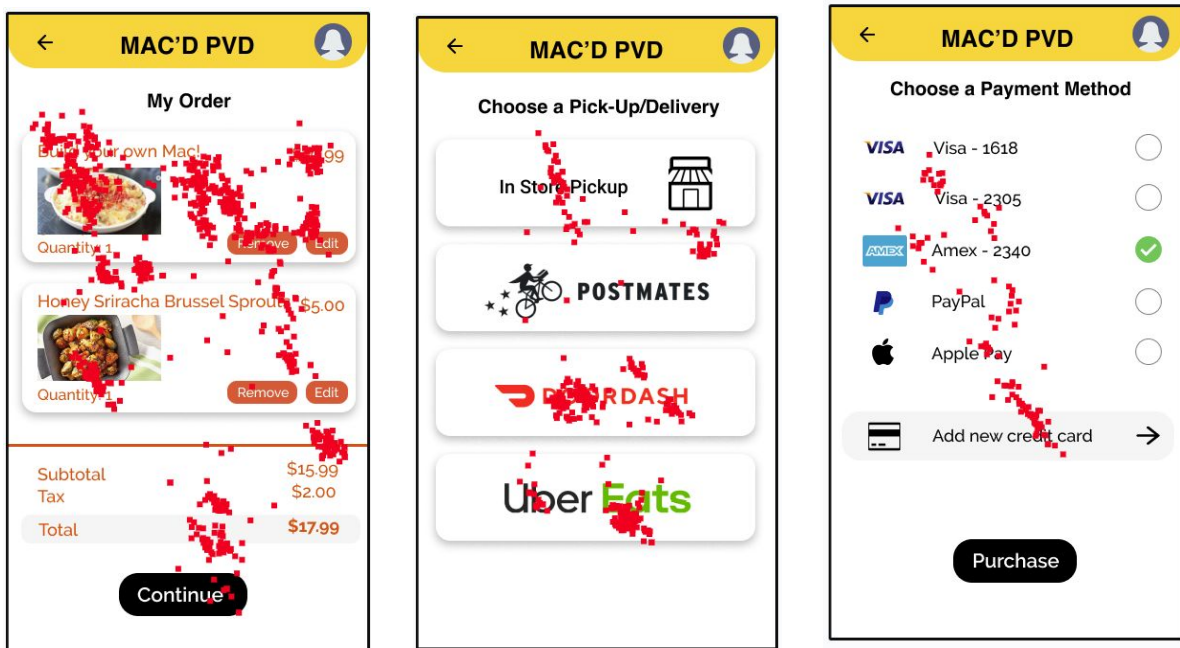 MAC'D PVD
My Order
Build your own Mac!
Quantity: 1
Remove
Edit
Honey Sriracha Brussel Sprouts
$5.00
Quantity: 1
Remove
Edit
Subtotal
$15.99
Tax
$2.00
Total
$17.99
Continue
MAC'D PVD
Choose a Pick-Up/Delivery
In Store Pickup
POSTMATES
DOORDASH
Uber Eats
MAC'D PVD
Choose a Payment Method
VISA Visa - 1618
VISA Visa - 2305
AMEX Amex - 2340
PayPal
Apple Pay
Add new credit card
Purchase